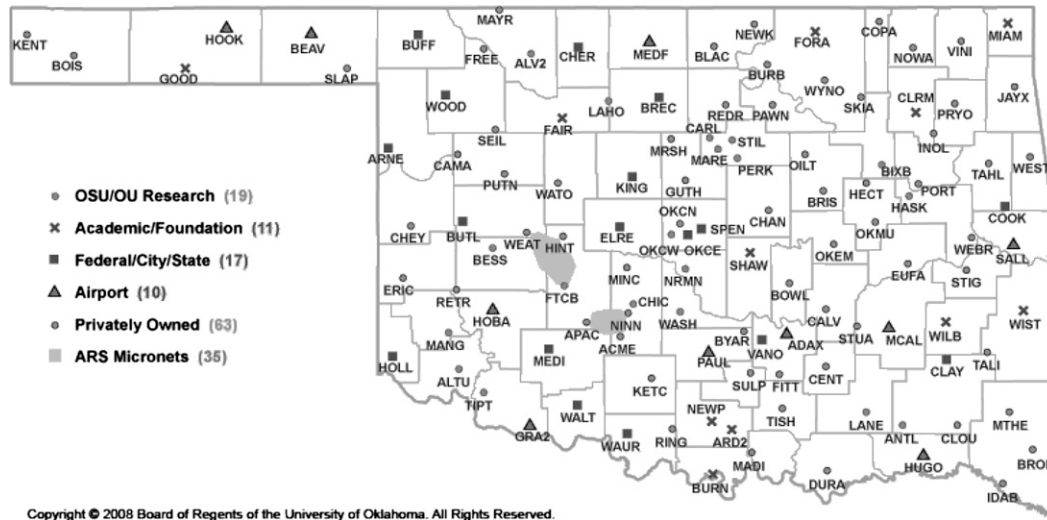 MAYR
KENT
BOIS
HOOK
GOOD
BEAV
SLAP
BUFF
FREE
ALV2
CHER
MEDF
BLAC
NEWK
BURB
FORA
COPA
NOWA
VINI
MIAM
WOOD
LAHO
BREC
REDR
PAWN
WYNO
SKIA
CLRM
PRYO
JAYX
FAIR
SEIL
ARNE
CAMA
MRSH
CARL
STIL
MARE
PERK
OILT
INOL
BIXB
TAHL
WEST
PUTN
WATO
KING
GUTH
BRIS
HECT
PORT
HASK
COOK
OSU/OU Research (19)
Academic/Foundation (11)
Federal/City/State (17)
Airport (10)
Privately Owned (63)
ARS Micronets (35)
CHEY
BUTL
WEAT
BESS
HINT
ELRE
OKCN
OKCW
OKCE
SPEN
CHAN
OKMU
WEBR
SALL
SHAW
OKEM
EUFA
STIG
ERIC
RETR
FTCB
MINC
NRMN
BOWL
HOBA
CHIC
APAC
NINN
ACME
WASH
CALV
WIST
MANG
HOLL
MEDI
BYAR
PAUL
VANO
ADAX
STUA
MCAL
WILB
TALI
CLAY
ALTU
TIPT
KETC
SULP
FITT
CENT
GRA2
WALT
WAUR
RING
NEWP
ARD2
TISH
LANE
ANTL
CLOU
MTHE
BURN
MADI
DURA
HUGO
BROI
IDAB
Copyright © 2008 Board of Regents of the University of Oklahoma. All Rights Reserved.